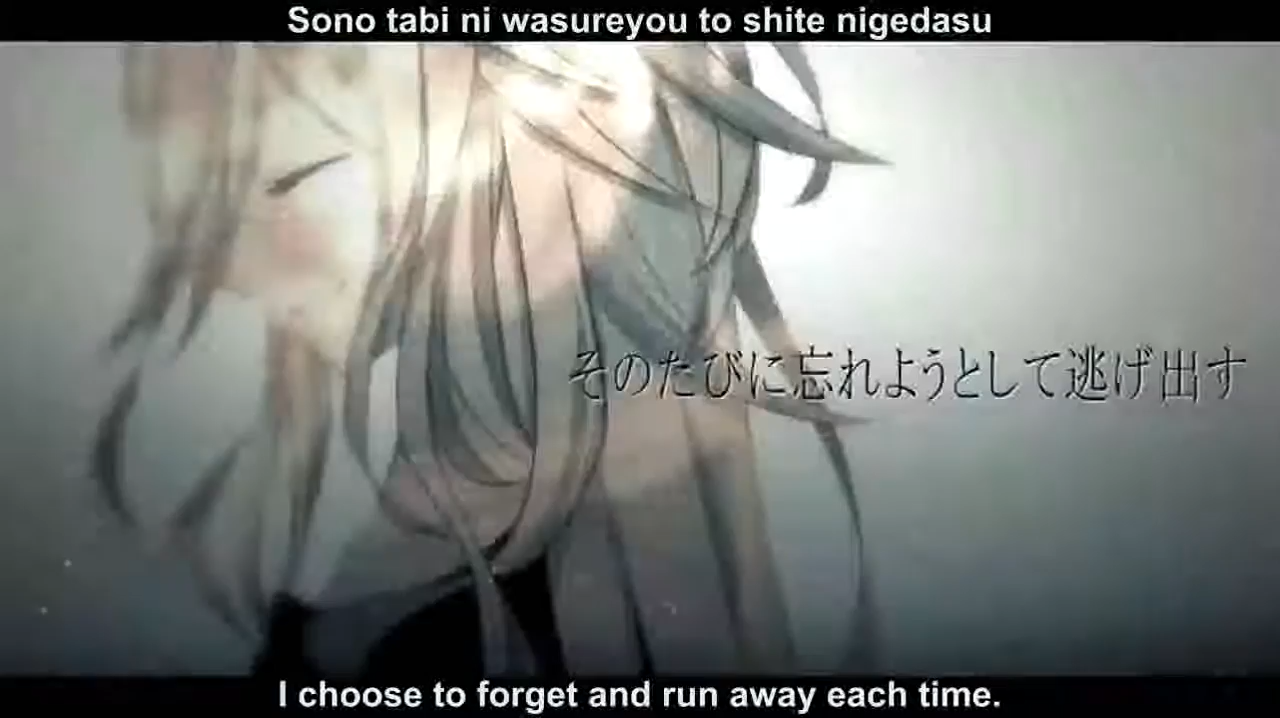 Sono tabi ni wasureyou to shite nigedasu
そのたびに忘れようとして逃げ出す
I choose to forget and run away each time.